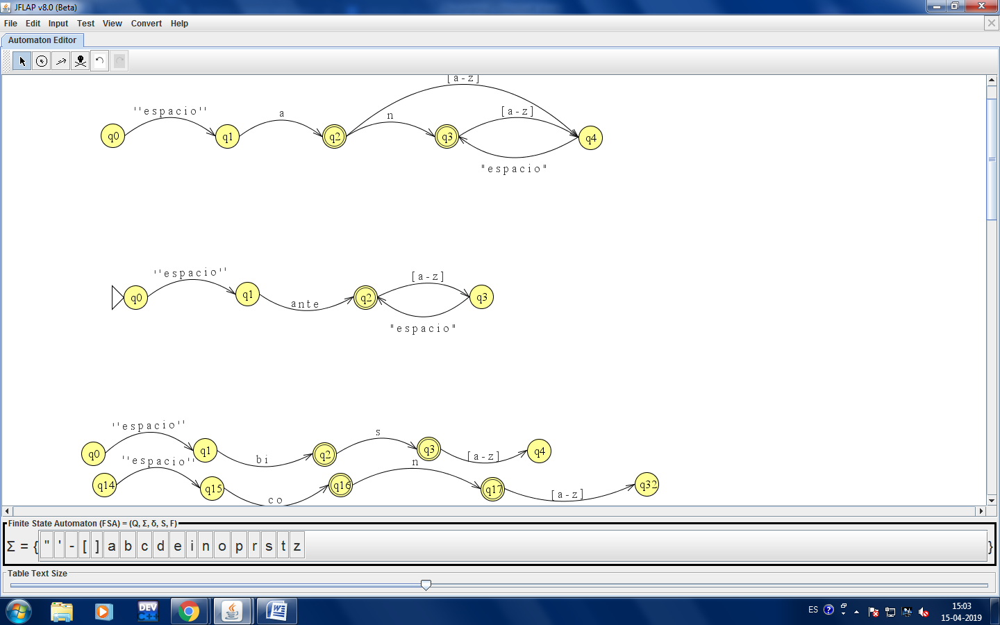 JFLAP v8.0 (Beta)
File Edit Input Test View Convert Help
Automaton Editor
[a-z]
''espacio'' a n [a-z]
q0 q1 q2 q3 q4
"espacio"
''espacio'' [a-z]
q0 q1 q2 q3
ante
"espacio"
''espacio'' s
q0 q1 q2 q3 q4
bi [a-z]
''espacio'' n
q14 q15 q16 q17 q32
co [a-z]
Finite State Automaton (FSA) = (Q, Σ, δ, S, F)
Σ = { " ' - [ ] a b c d e i n o p r s t z }
Table Text Size
DEV C++
W
ES ?
15:03
15-04-2019